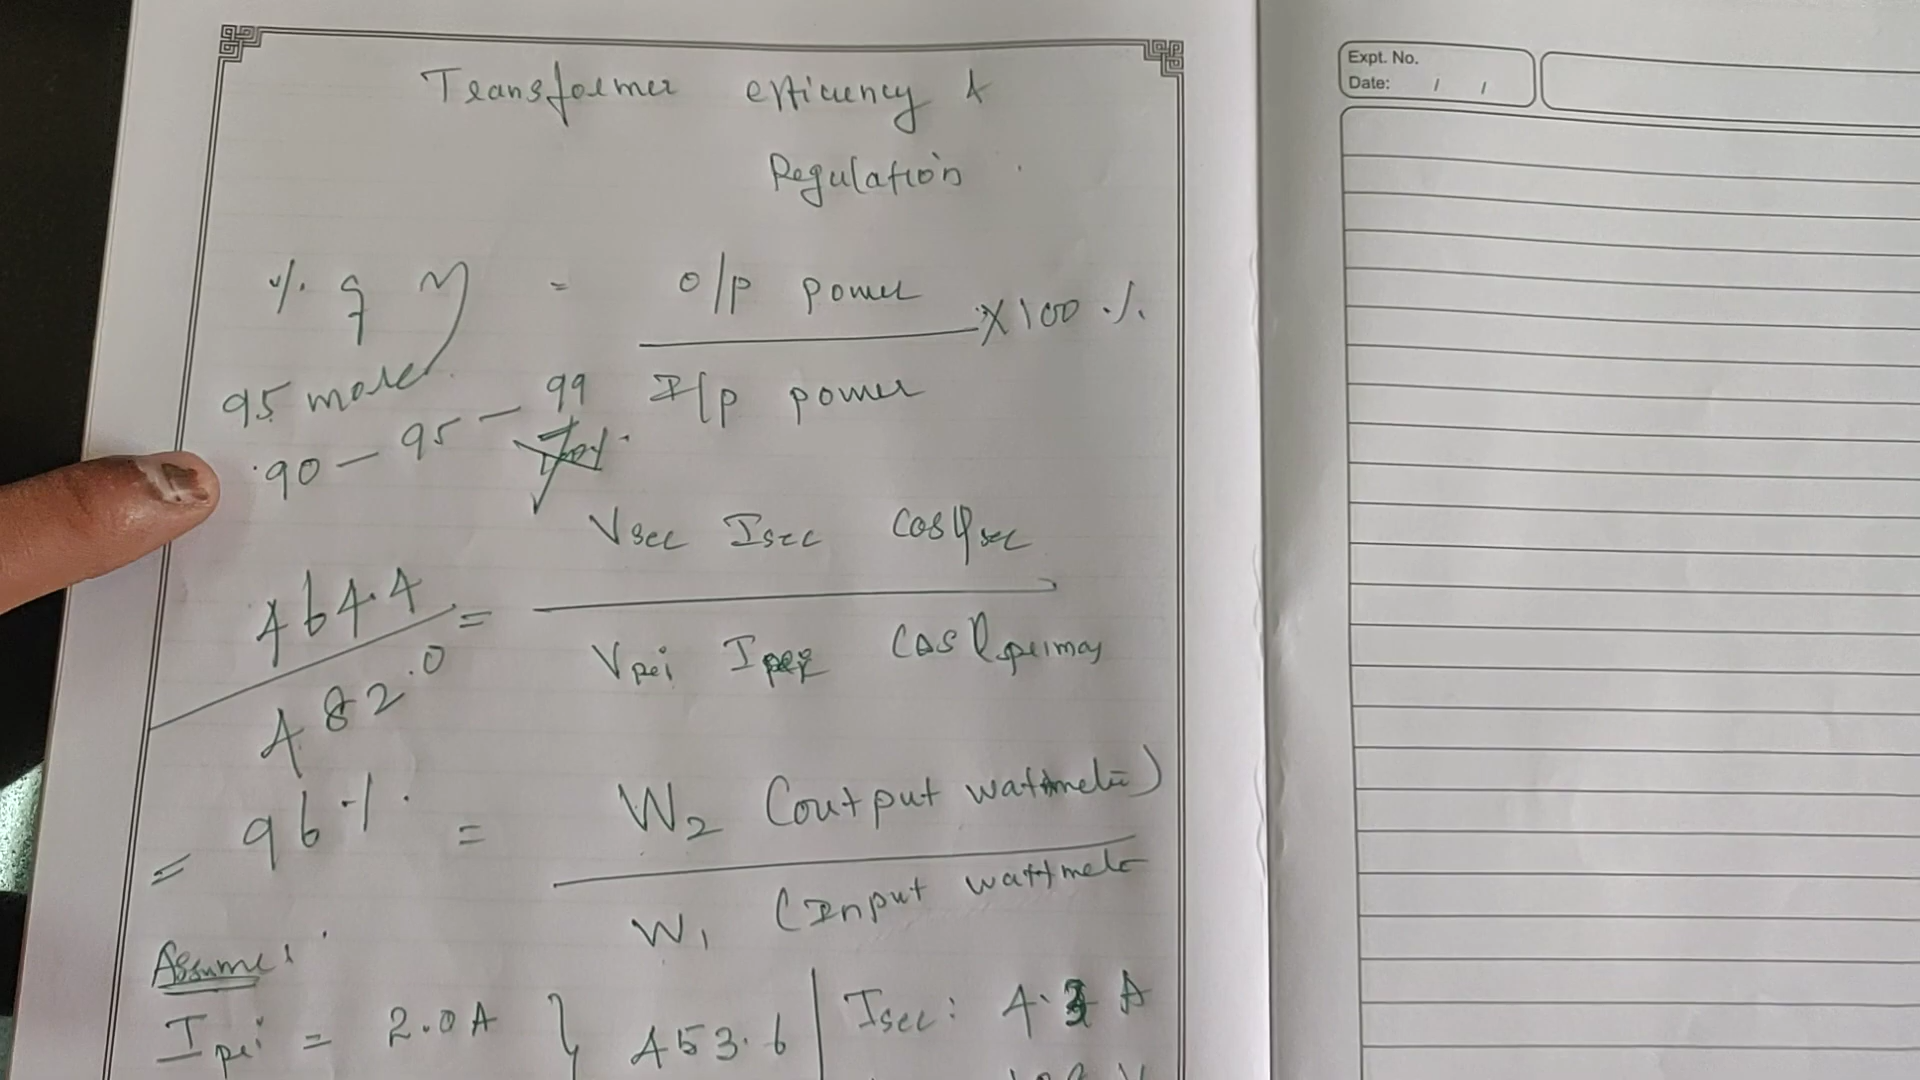 Transformer efficiency &
Regulation
% of η = o/p power × 100 %
I/p power
95 more
90 — 95 — 99
Vsec Isec Cosφsec
464.4 =
482.0
Vpri Ipri Cosφprimary
= 96 % = W2 (output wattmeter)
W1 (Input wattmeter
Assume:
Ipri = 2.0 A } 453.6 | Isec: 4.3 A
Expt. No.
Date: / /